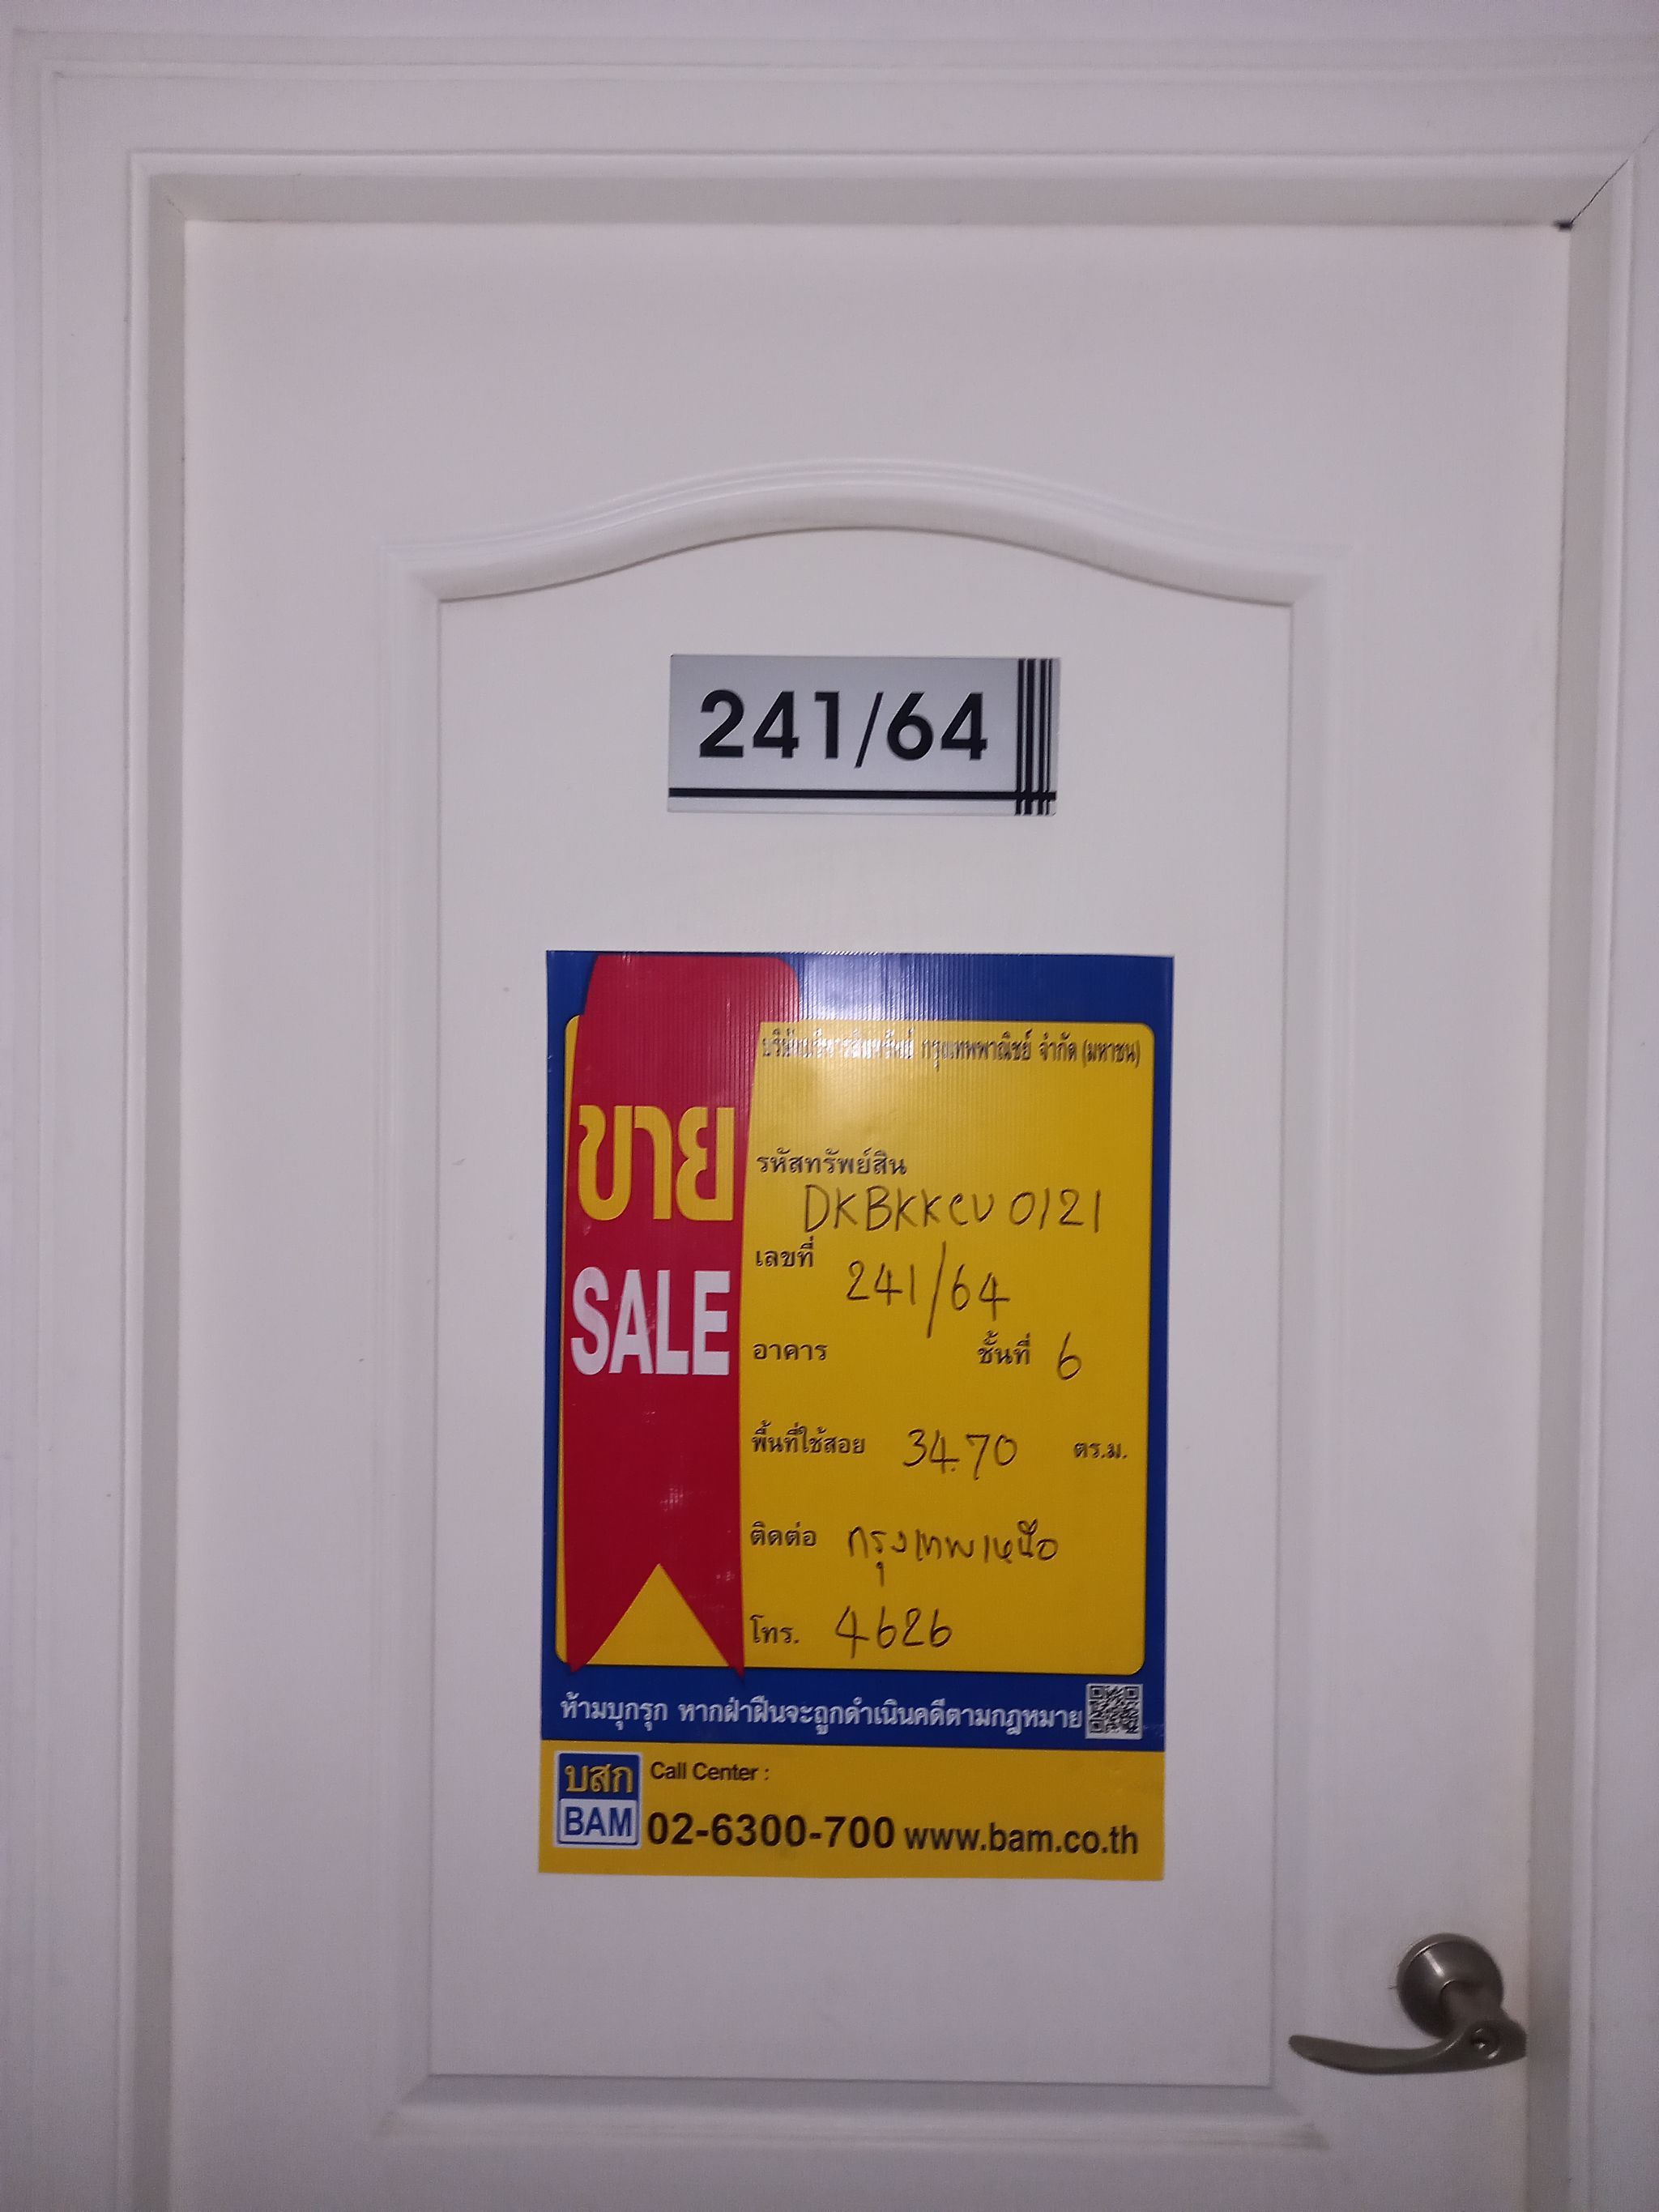 241/64
บริษัทบริหารสินทรัพย์ กรุงเทพพาณิชย์ จำกัด (มหาชน)
ขาย
SALE
รหัสทรัพย์สิน
DKBKKCU 0121
เลขที่ 241/64
อาคาร ชั้นที่ 6
พื้นที่ใช้สอย 34.70 ตร.ม.
ติดต่อ กรุงเทพเหนือ
โทร. 4626
ห้ามบุกรุก หากฝ่าฝืนจะถูกดำเนินคดีตามกฎหมาย
บสก
BAM
Call Center :
02-6300-700 www.bam.co.th